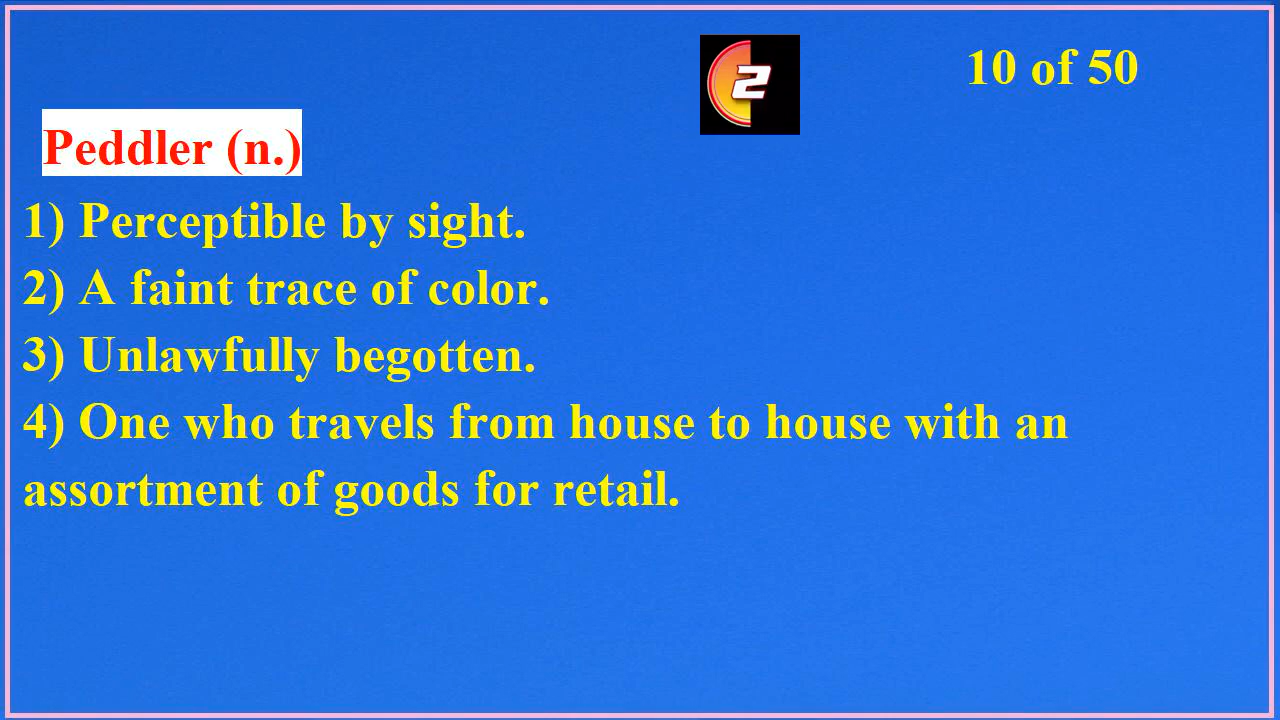 2
10 of 50
Peddler (n.)
1) Perceptible by sight.
2) A faint trace of color.
3) Unlawfully begotten.
4) One who travels from house to house with an
assortment of goods for retail.